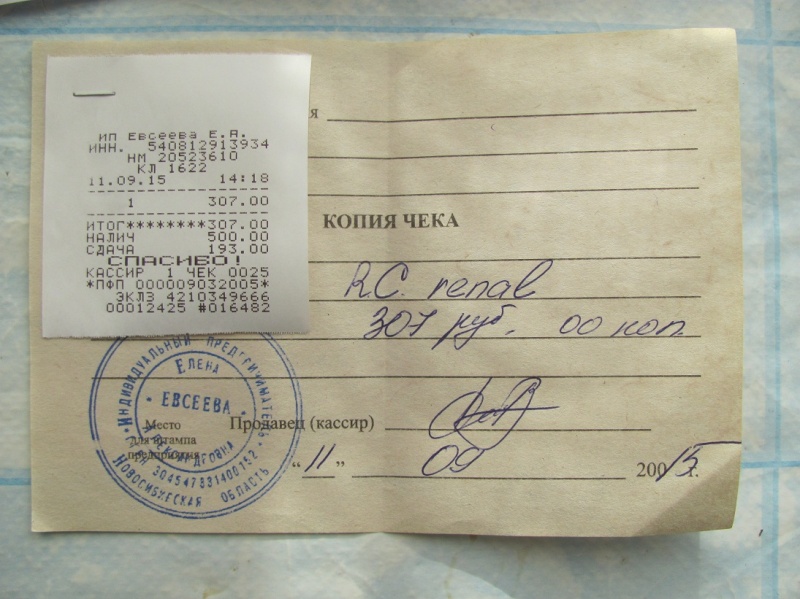 ИП Евсеева Е.А.
ИНН. 540812913934
НМ 20523610
КЛ 1622
11.09.15 14:18
1 307.00
ИТОГ********307.00
НАЛИЧ 500.00
СДАЧА 193.00
СПАСИБО!
КАССИР 1 ЧЕК 0025
*ПФП 000009032005*
ЭКЛЗ 4210349666
00012425 #016482
я
КОПИЯ ЧЕКА
R.C. renal
307 руб. 00 коп.
Продавец (кассир)
Место
для штампа
предприятия
"11" 09 2005 г.
ИНДИВИДУАЛЬНЫЙ ПРЕДПРИНИМАТЕЛЬ
ЕЛЕНА
ЕВСЕЕВА
НОВОСИБИРСКАЯ ОБЛАСТЬ